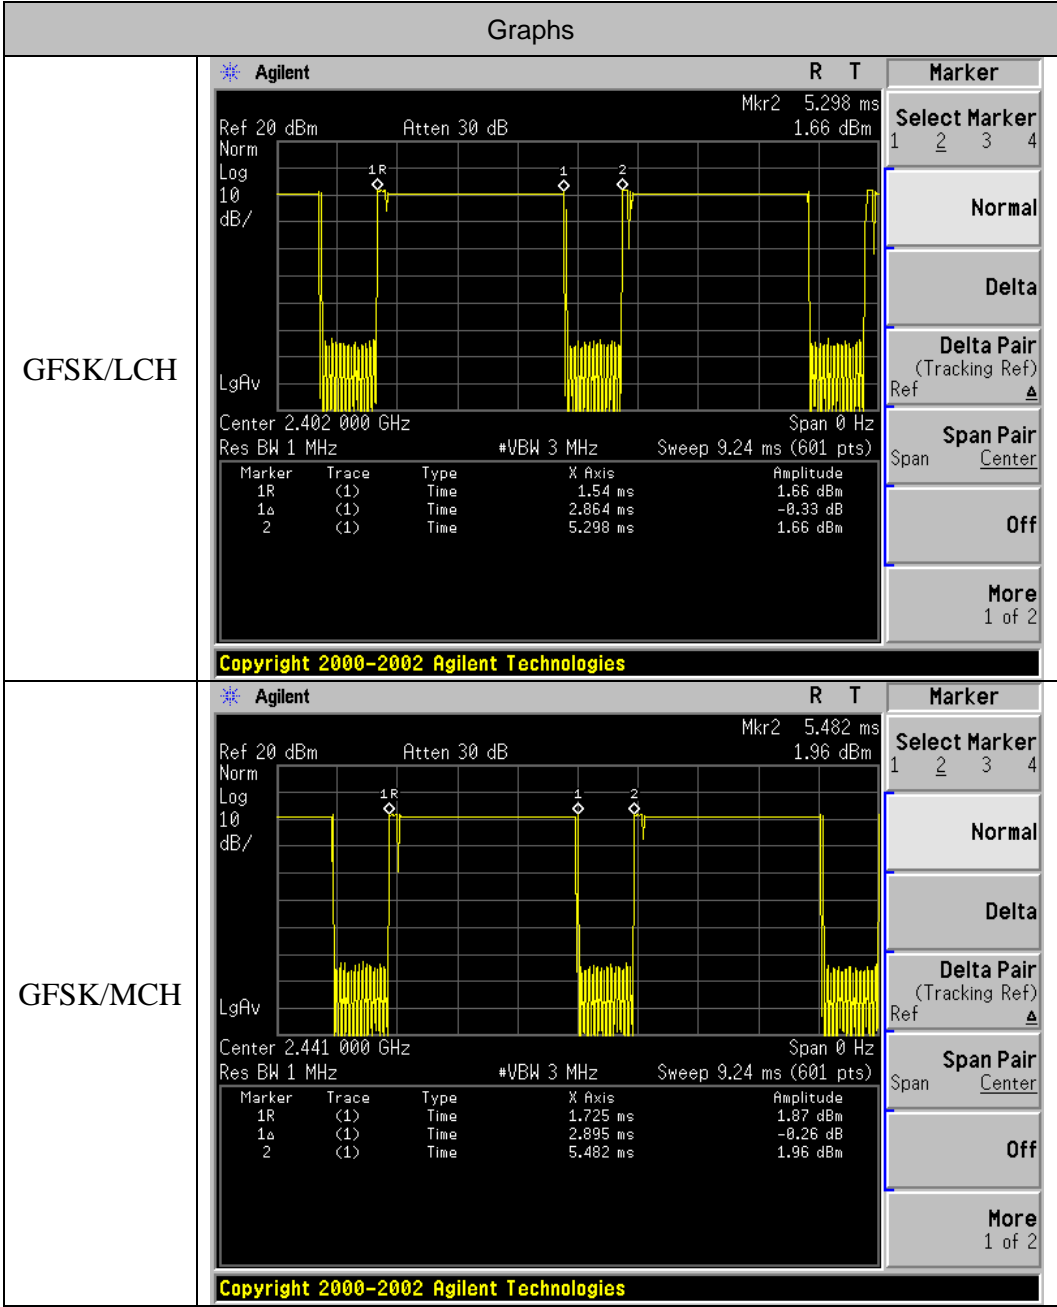 Graphs
GFSK/LCH
Agilent R T Marker
Mkr2 5.298 ms
Ref 20 dBm Atten 30 dB 1.66 dBm
Norm
Log
10
dB/
1R 1 2
LgAv
Center 2.402 000 GHz Span 0 Hz
Res BW 1 MHz #VBW 3 MHz Sweep 9.24 ms (601 pts)
Marker Trace Type X Axis Amplitude
1R (1) Time 1.54 ms 1.66 dBm
1Δ (1) Time 2.864 ms -0.33 dB
2 (1) Time 5.298 ms 1.66 dBm
Select Marker
1 2 3 4
Normal
Delta
Delta Pair
(Tracking Ref)
Ref Δ
Span Pair
Span Center
Off
More
1 of 2
Copyright 2000-2002 Agilent Technologies
GFSK/MCH
Agilent R T Marker
Mkr2 5.482 ms
Ref 20 dBm Atten 30 dB 1.96 dBm
Norm
Log
10
dB/
1R 1 2
LgAv
Center 2.441 000 GHz Span 0 Hz
Res BW 1 MHz #VBW 3 MHz Sweep 9.24 ms (601 pts)
Marker Trace Type X Axis Amplitude
1R (1) Time 1.725 ms 1.87 dBm
1Δ (1) Time 2.895 ms -0.26 dB
2 (1) Time 5.482 ms 1.96 dBm
Select Marker
1 2 3 4
Normal
Delta
Delta Pair
(Tracking Ref)
Ref Δ
Span Pair
Span Center
Off
More
1 of 2
Copyright 2000-2002 Agilent Technologies